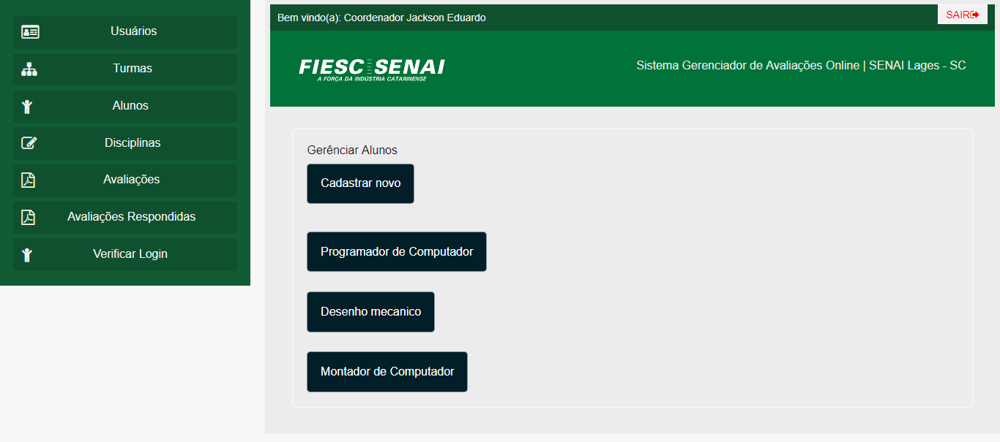 Usuários
Turmas
Alunos
Disciplinas
Avaliações
Avaliações Respondidas
Verificar Login
Bem vindo(a): Coordenador Jackson Eduardo
SAIR
FIESC SENAI
A FORÇA DA INDÚSTRIA CATARINENSE
Sistema Gerenciador de Avaliações Online | SENAI Lages - SC
Gerênciar Alunos
Cadastrar novo
Programador de Computador
Desenho mecanico
Montador de Computador